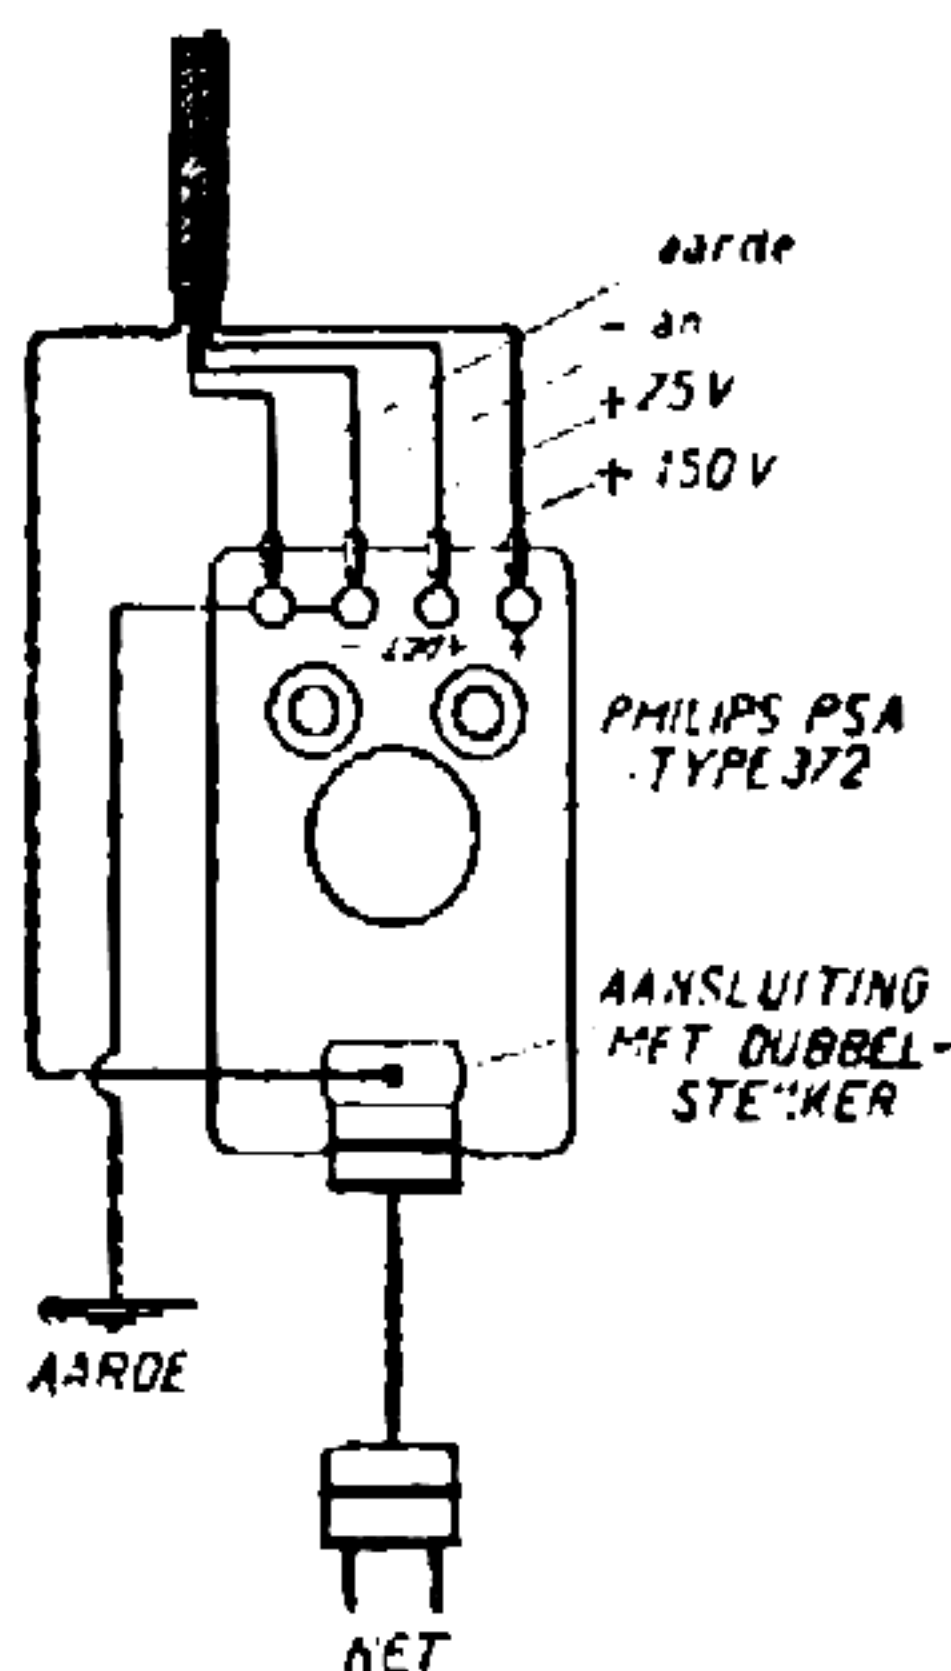 aarde
- an
+ 75 V
+ 150 V
- +
PHILIPS PSA
TYPE 372
AANSLUITING
MET DUBBEL-
STEKKER
AARDE
NET